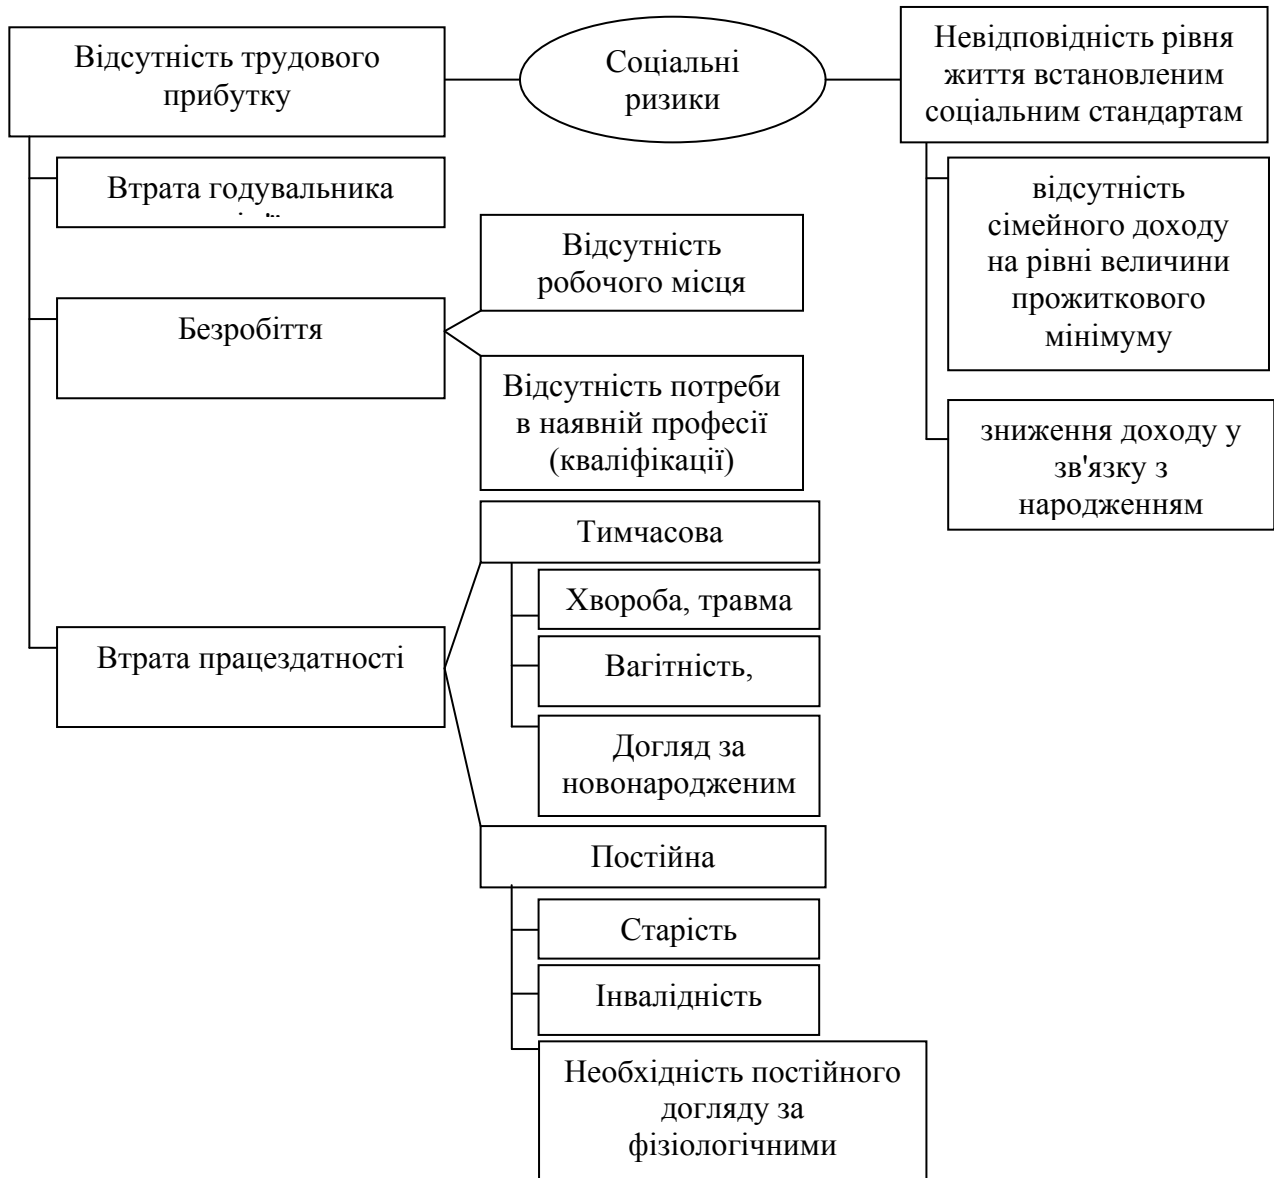 Відсутність трудового
прибутку
Соціальні
ризики
Невідповідність рівня
життя встановленим
соціальним стандартам
Втрата годувальника
відсутність
сімейного доходу
на рівні величини
прожиткового
мінімуму
Відсутність
робочого місця
Безробіття
Відсутність потреби
в наявній професії
(кваліфікації)
зниження доходу у
зв'язку з
народженням
Тимчасова
Хвороба, травма
Втрата працездатності
Вагітність,
Догляд за
новонародженим
Постійна
Старість
Інвалідність
Необхідність постійного
догляду за
фізіологічними